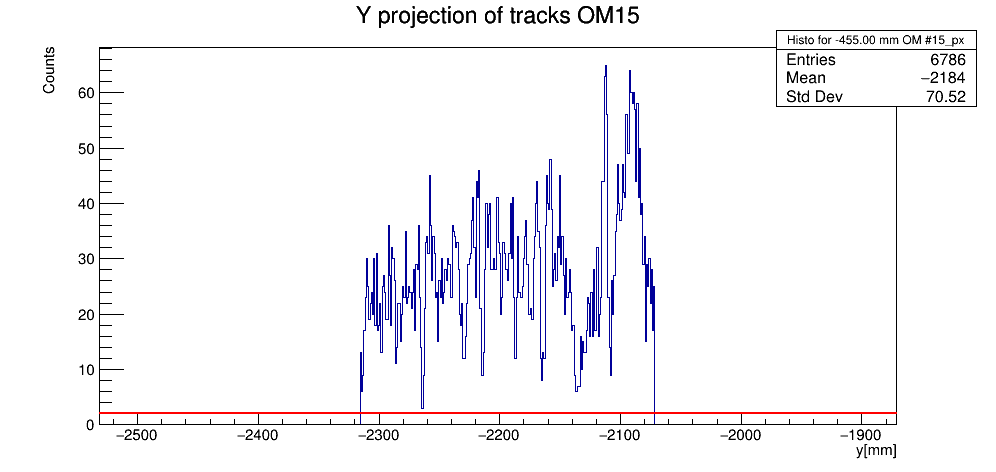 Y projection of tracks OM15
Histo for -455.00 mm OM #15_px
Entries 6786
Mean −2184
Std Dev 70.52
Counts
60
50
40
30
20
10
0
−2500 −2400 −2300 −2200 −2100 −2000 −1900
y[mm]